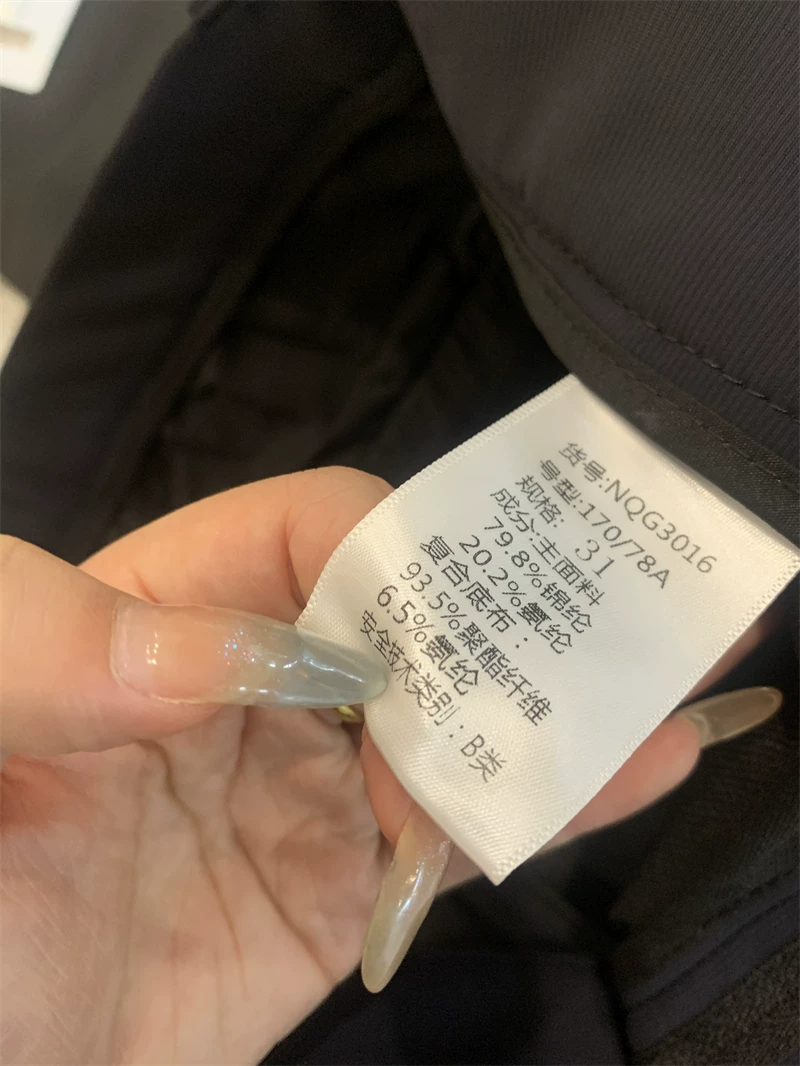 货号:NQG3016
号型:170/78A
规格: 31
成分:主面料
79.8%锦纶
20.2%氨纶
复合底布：
93.5%聚酯纤维
6.5%氨纶
安全技术类别：B类